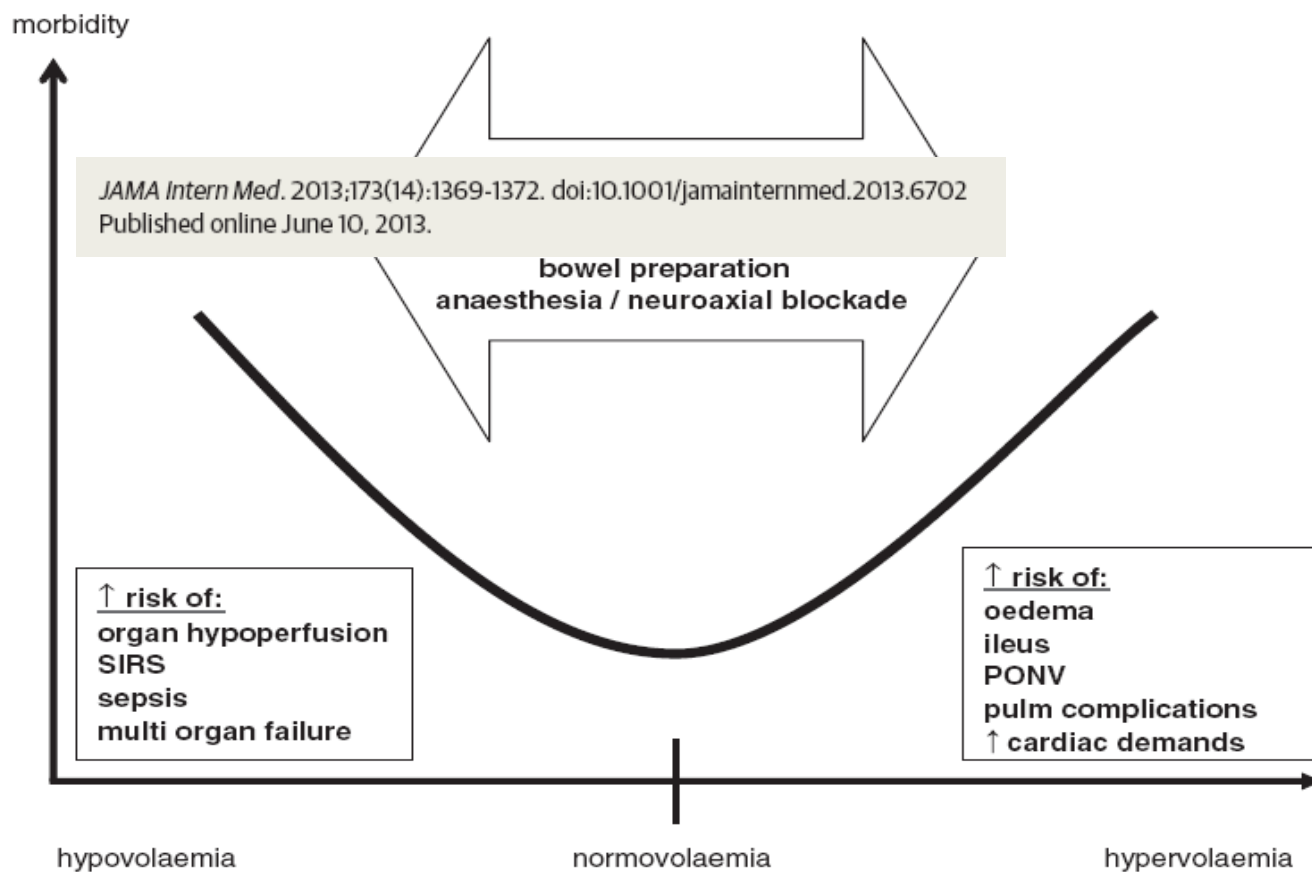 morbidity
JAMA Intern Med. 2013;173(14):1369-1372. doi:10.1001/jamainternmed.2013.6702
Published online June 10, 2013.
bowel preparation
anaesthesia / neuroaxial blockade
↑ risk of:
organ hypoperfusion
SIRS
sepsis
multi organ failure
↑ risk of:
oedema
ileus
PONV
pulm complications
↑ cardiac demands
hypovolaemia
normovolaemia
hypervolaemia